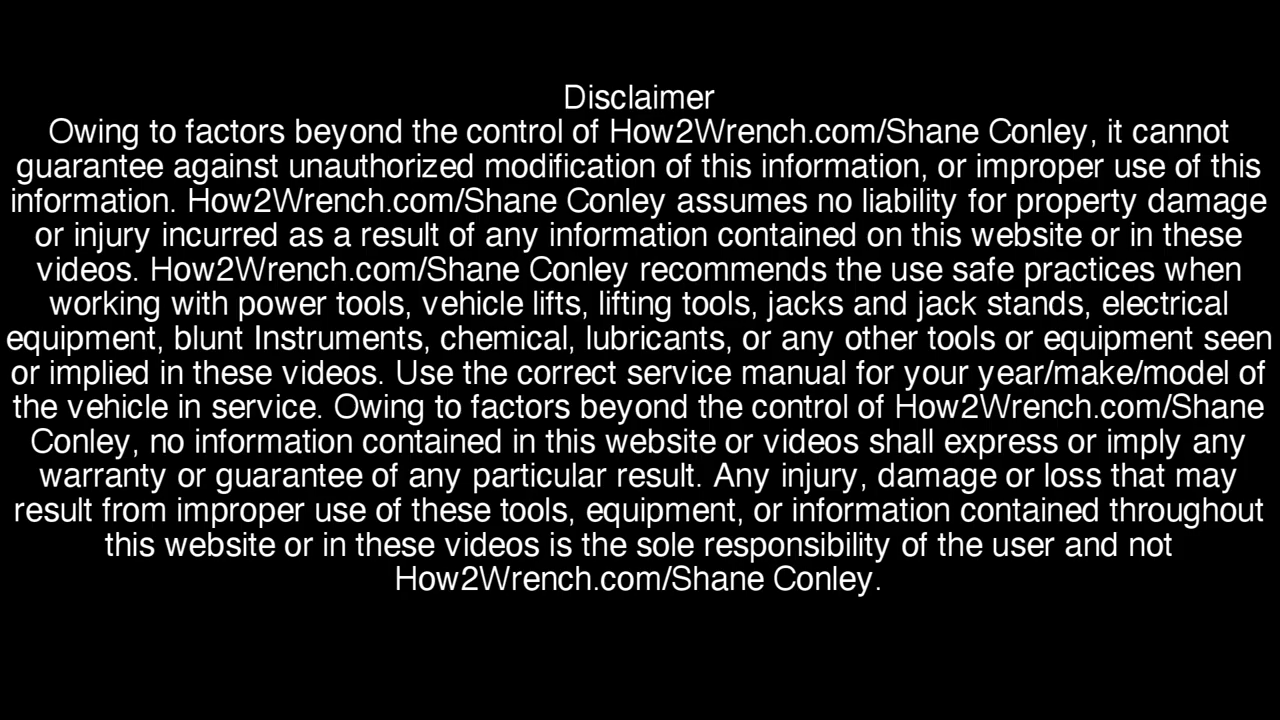 Disclaimer
Owing to factors beyond the control of How2Wrench.com/Shane Conley, it cannot
guarantee against unauthorized modification of this information, or improper use of this
information. How2Wrench.com/Shane Conley assumes no liability for property damage
or injury incurred as a result of any information contained on this website or in these
videos. How2Wrench.com/Shane Conley recommends the use safe practices when
working with power tools, vehicle lifts, lifting tools, jacks and jack stands, electrical
equipment, blunt Instruments, chemical, lubricants, or any other tools or equipment seen
or implied in these videos. Use the correct service manual for your year/make/model of
the vehicle in service. Owing to factors beyond the control of How2Wrench.com/Shane
Conley, no information contained in this website or videos shall express or imply any
warranty or guarantee of any particular result. Any injury, damage or loss that may
result from improper use of these tools, equipment, or information contained throughout
this website or in these videos is the sole responsibility of the user and not
How2Wrench.com/Shane Conley.